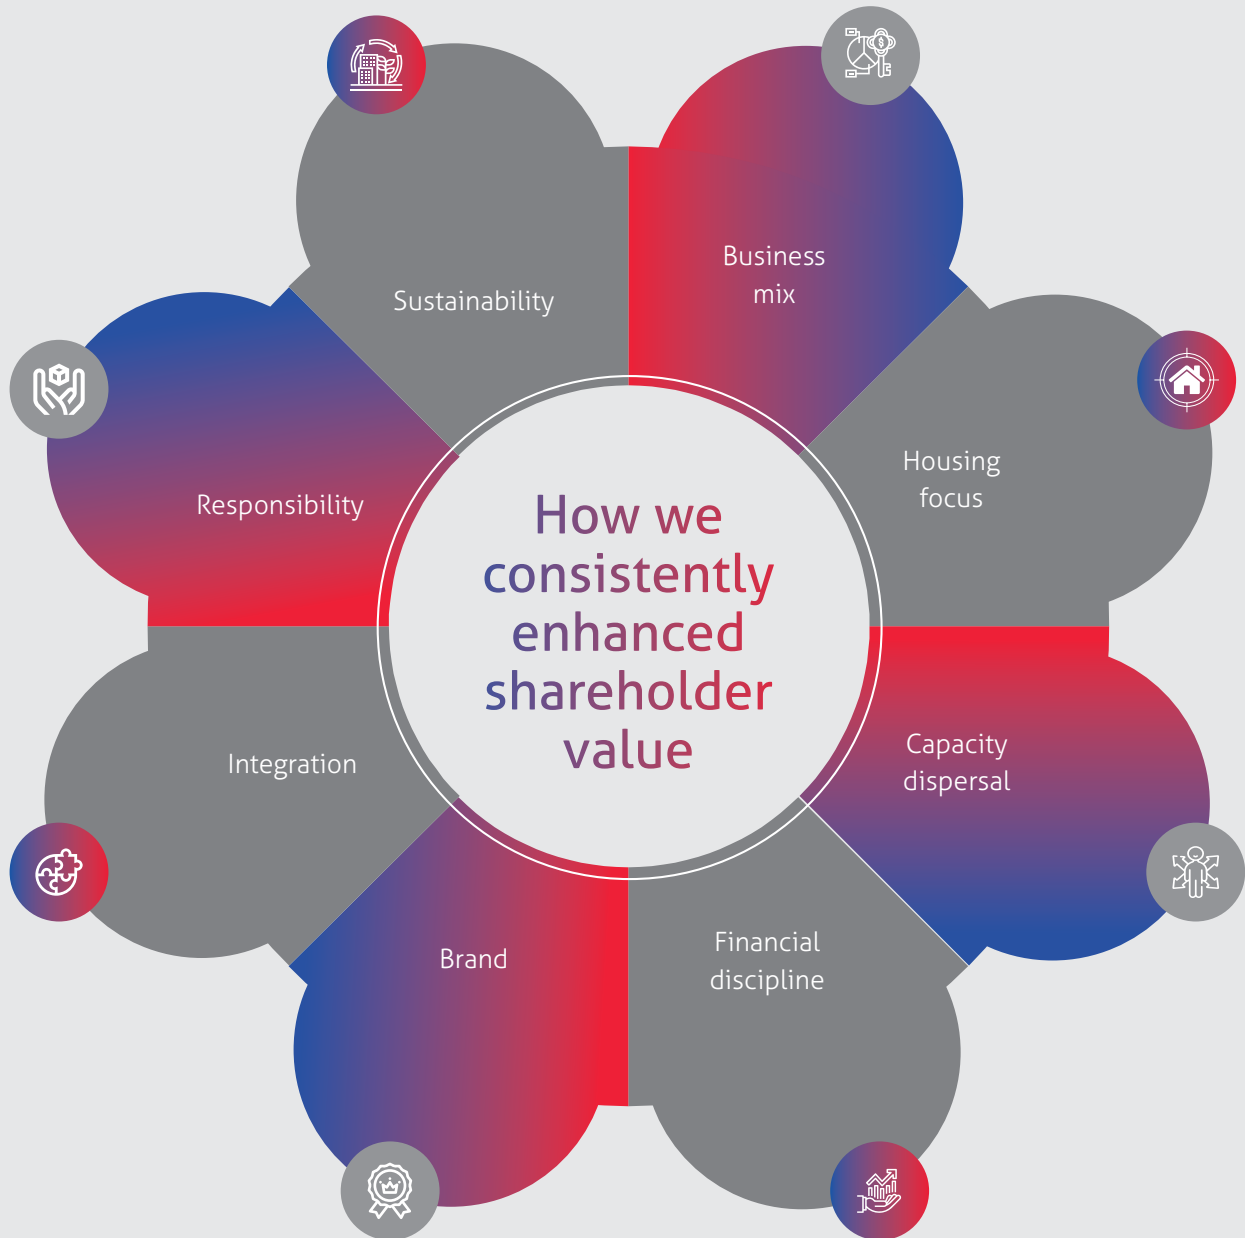 How we
consistently
enhanced
shareholder
value
Business
mix
Housing
focus
Capacity
dispersal
Financial
discipline
Brand
Integration
Responsibility
Sustainability